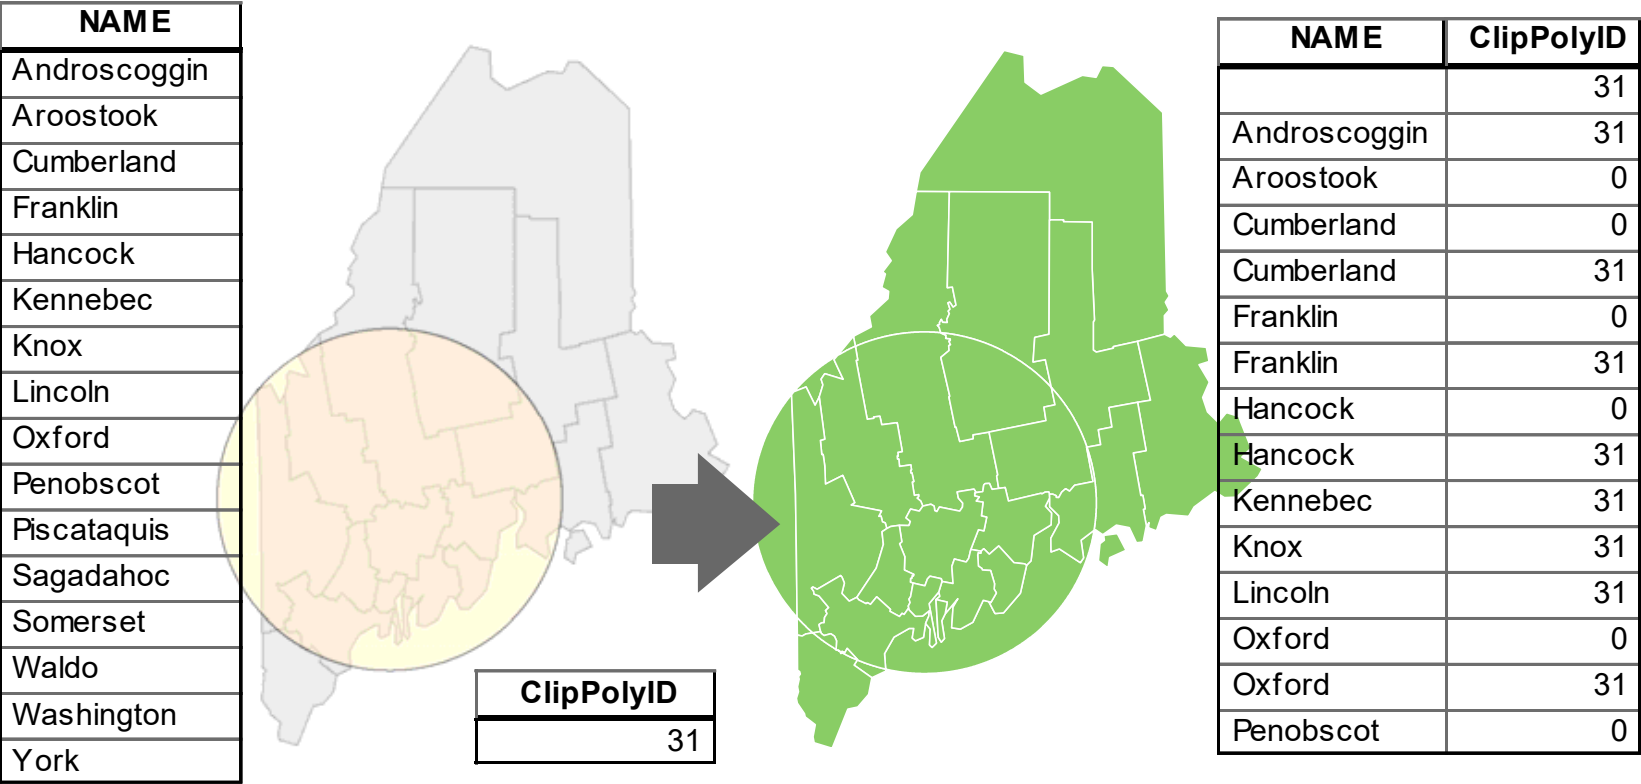 NAME
Androscoggin
Aroostook
Cumberland
Franklin
Hancock
Kennebec
Knox
Lincoln
Oxford
Penobscot
Piscataquis
Sagadahoc
Somerset
Waldo
Washington
York
ClipPolyID
31
NAME ClipPolyID
31
Androscoggin 31
Aroostook 0
Cumberland 0
Cumberland 31
Franklin 0
Franklin 31
Hancock 0
Hancock 31
Kennebec 31
Knox 31
Lincoln 31
Oxford 0
Oxford 31
Penobscot 0